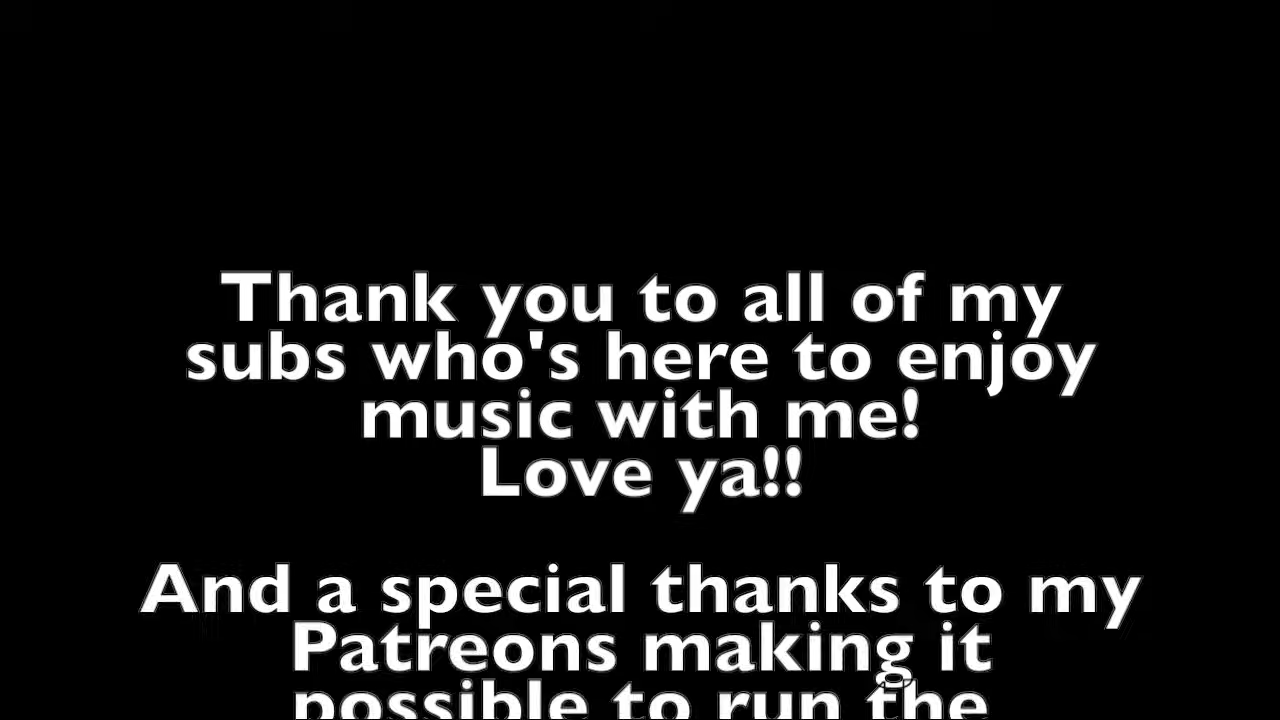 Thank you to all of my
subs who's here to enjoy
music with me!
Love ya!!
And a special thanks to my
Patreons making it
possible to run the